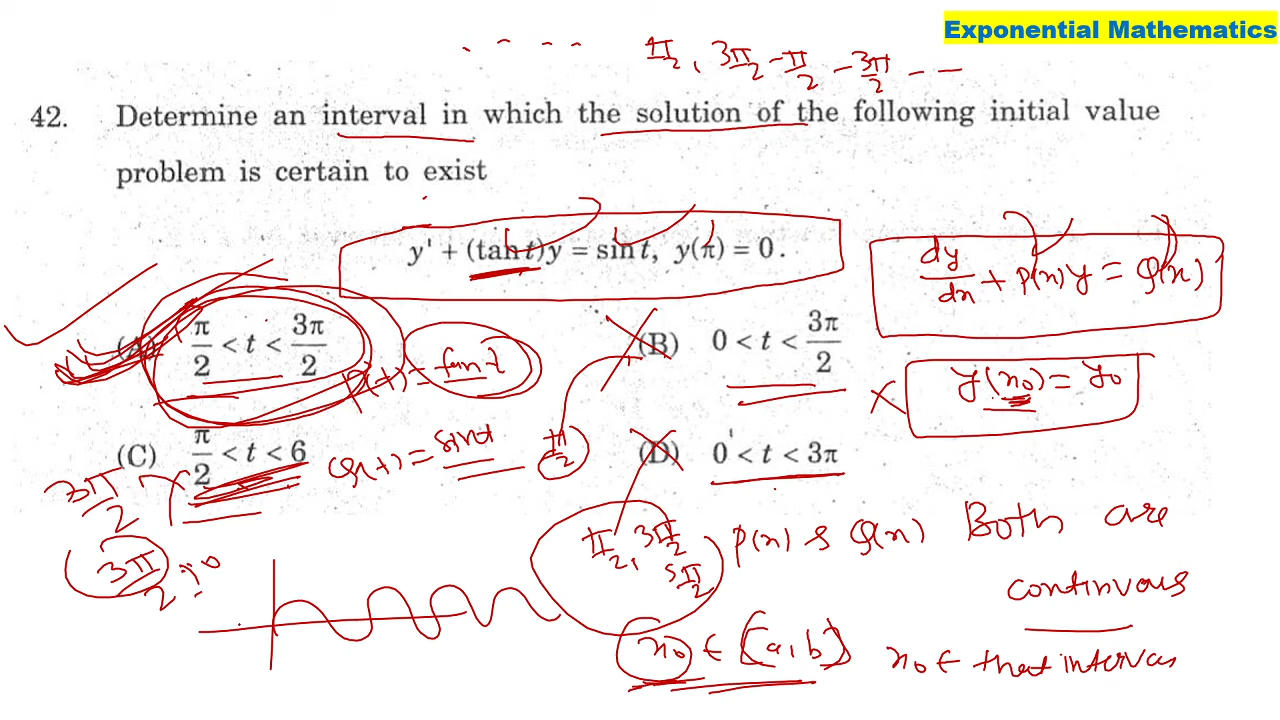 Exponential Mathematics
π/2, 3π/2 -π/2 -3π/2 - -
42. Determine an interval in which the solution of the following initial value
problem is certain to exist
y' + (tan t)y = sin t, y(π) = 0.
dy/dx + p(x)y = Q(x)
(A) π/2 < t < 3π/2
(B) 0 < t < 3π/2
p(t) = tan t
y(x0) = y0
(C) π/2 < t < 6
Q(t) = sint
π/2
(D) 0 < t < 3π
3π/2
3π/2
π/2, 3π/2
5π/2
p(x) & Q(x) Both are
continuous
x0 ∈ (a, b)
x0 ∈ that interval